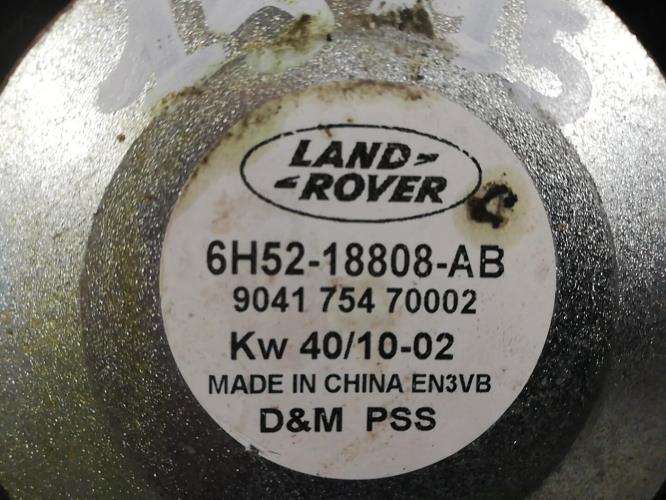 LAND
ROVER
6H52-18808-AB
9041 754 70002
Kw 40/10-02
MADE IN CHINA EN3VB
D&M PSS